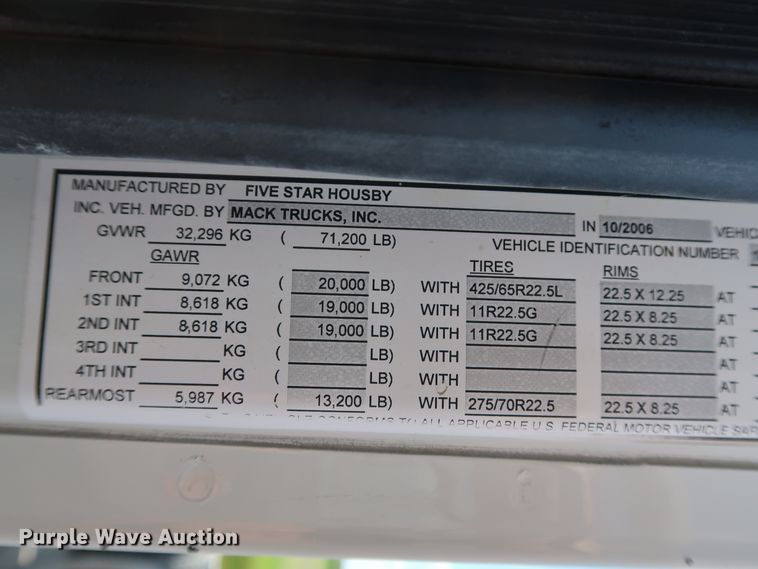 MANUFACTURED BY FIVE STAR HOUSBY
INC. VEH. MFGD. BY MACK TRUCKS, INC. IN 10/2006 VEHIC
GVWR 32,296 KG ( 71,200 LB) VEHICLE IDENTIFICATION NUMBER
GAWR TIRES RIMS
FRONT 9,072 KG ( 20,000 LB) WITH 425/65R22.5L 22.5 X 12.25 AT
1ST INT 8,618 KG ( 19,000 LB) WITH 11R22.5G 22.5 X 8.25 AT
2ND INT 8,618 KG ( 19,000 LB) WITH 11R22.5G 22.5 X 8.25 AT
3RD INT KG ( LB) WITH AT
4TH INT KG ( LB) WITH AT
REARMOST 5,987 KG ( 13,200 LB) WITH 275/70R22.5 22.5 X 8.25 AT
CONFORMS TO ALL APPLICABLE U.S. FEDERAL MOTOR VEHICLE SAF
Purple Wave Auction